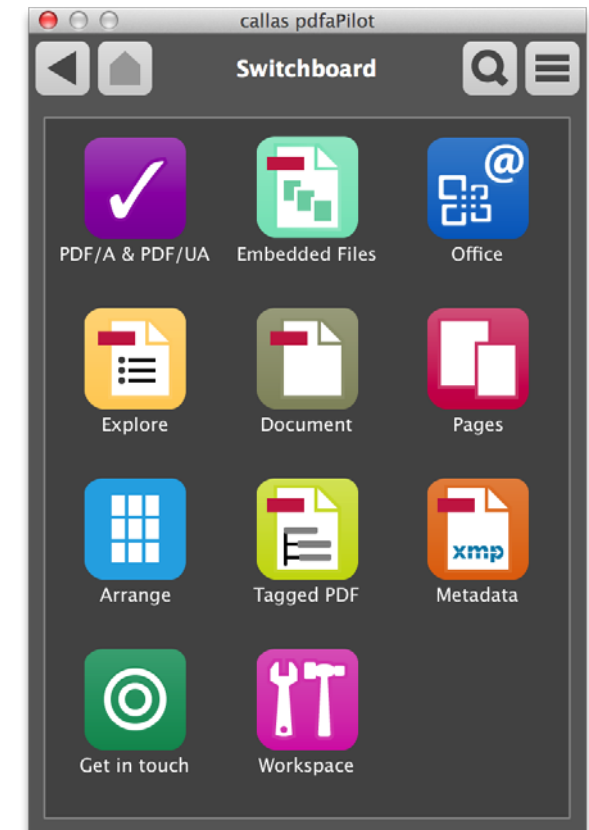 callas pdfaPilot
Switchboard
@
PDF/A & PDF/UA
Embedded Files
Office
Explore
Document
Pages
xmp
Arrange
Tagged PDF
Metadata
Get in touch
Workspace